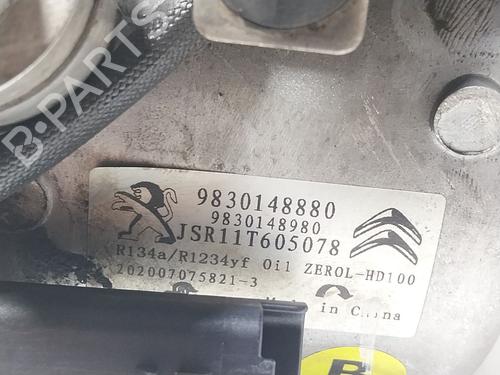 9830148880
9830148980
JSR11T605078
R134a/R1234yf Oil ZEROL-HD100
202007075821-3
Made in China
B
B-PARTS